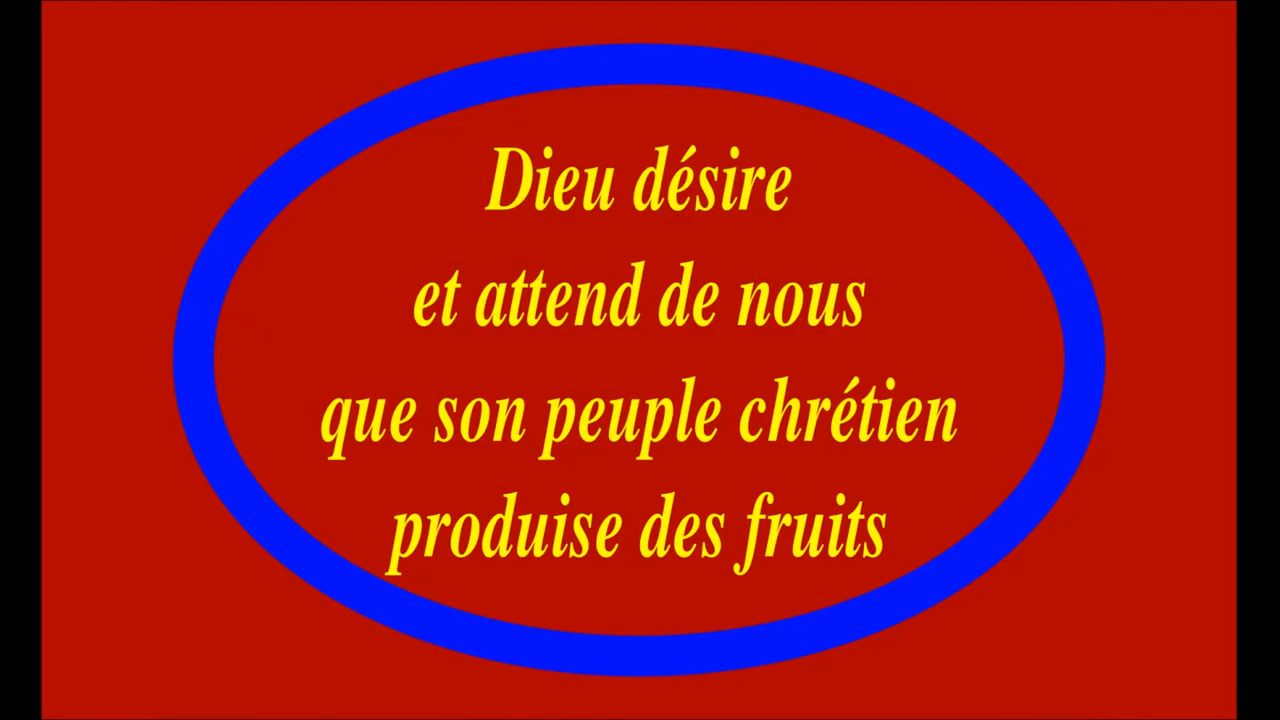 Dieu désire
et attend de nous
que son peuple chrétien
produise des fruits